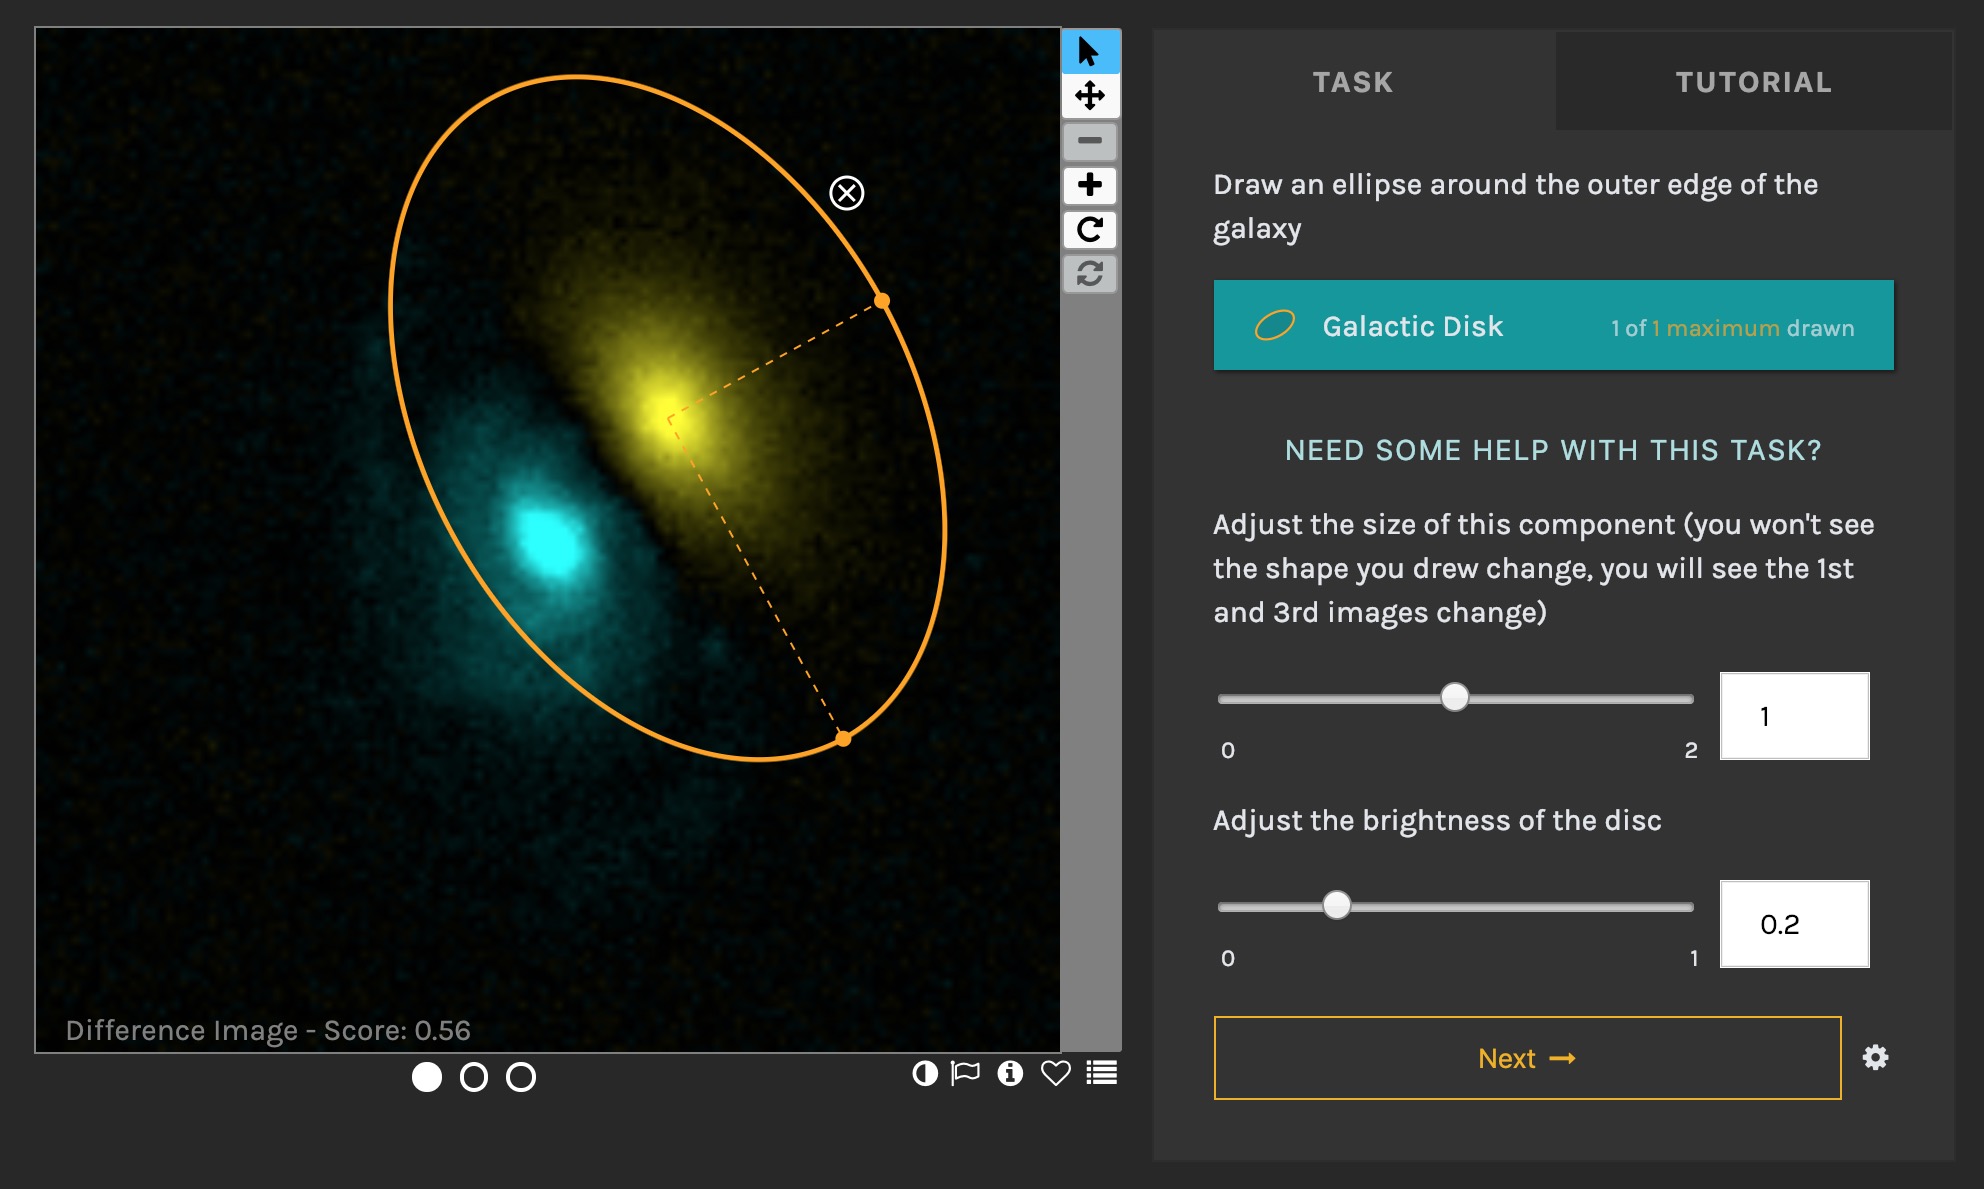 TASK
TUTORIAL
Draw an ellipse around the outer edge of the
galaxy
Galactic Disk
1 of 1 maximum drawn
NEED SOME HELP WITH THIS TASK?
Adjust the size of this component (you won't see
the shape you drew change, you will see the 1st
and 3rd images change)
1
0
2
Adjust the brightness of the disc
0.2
0
1
Next
Difference Image - Score: 0.56